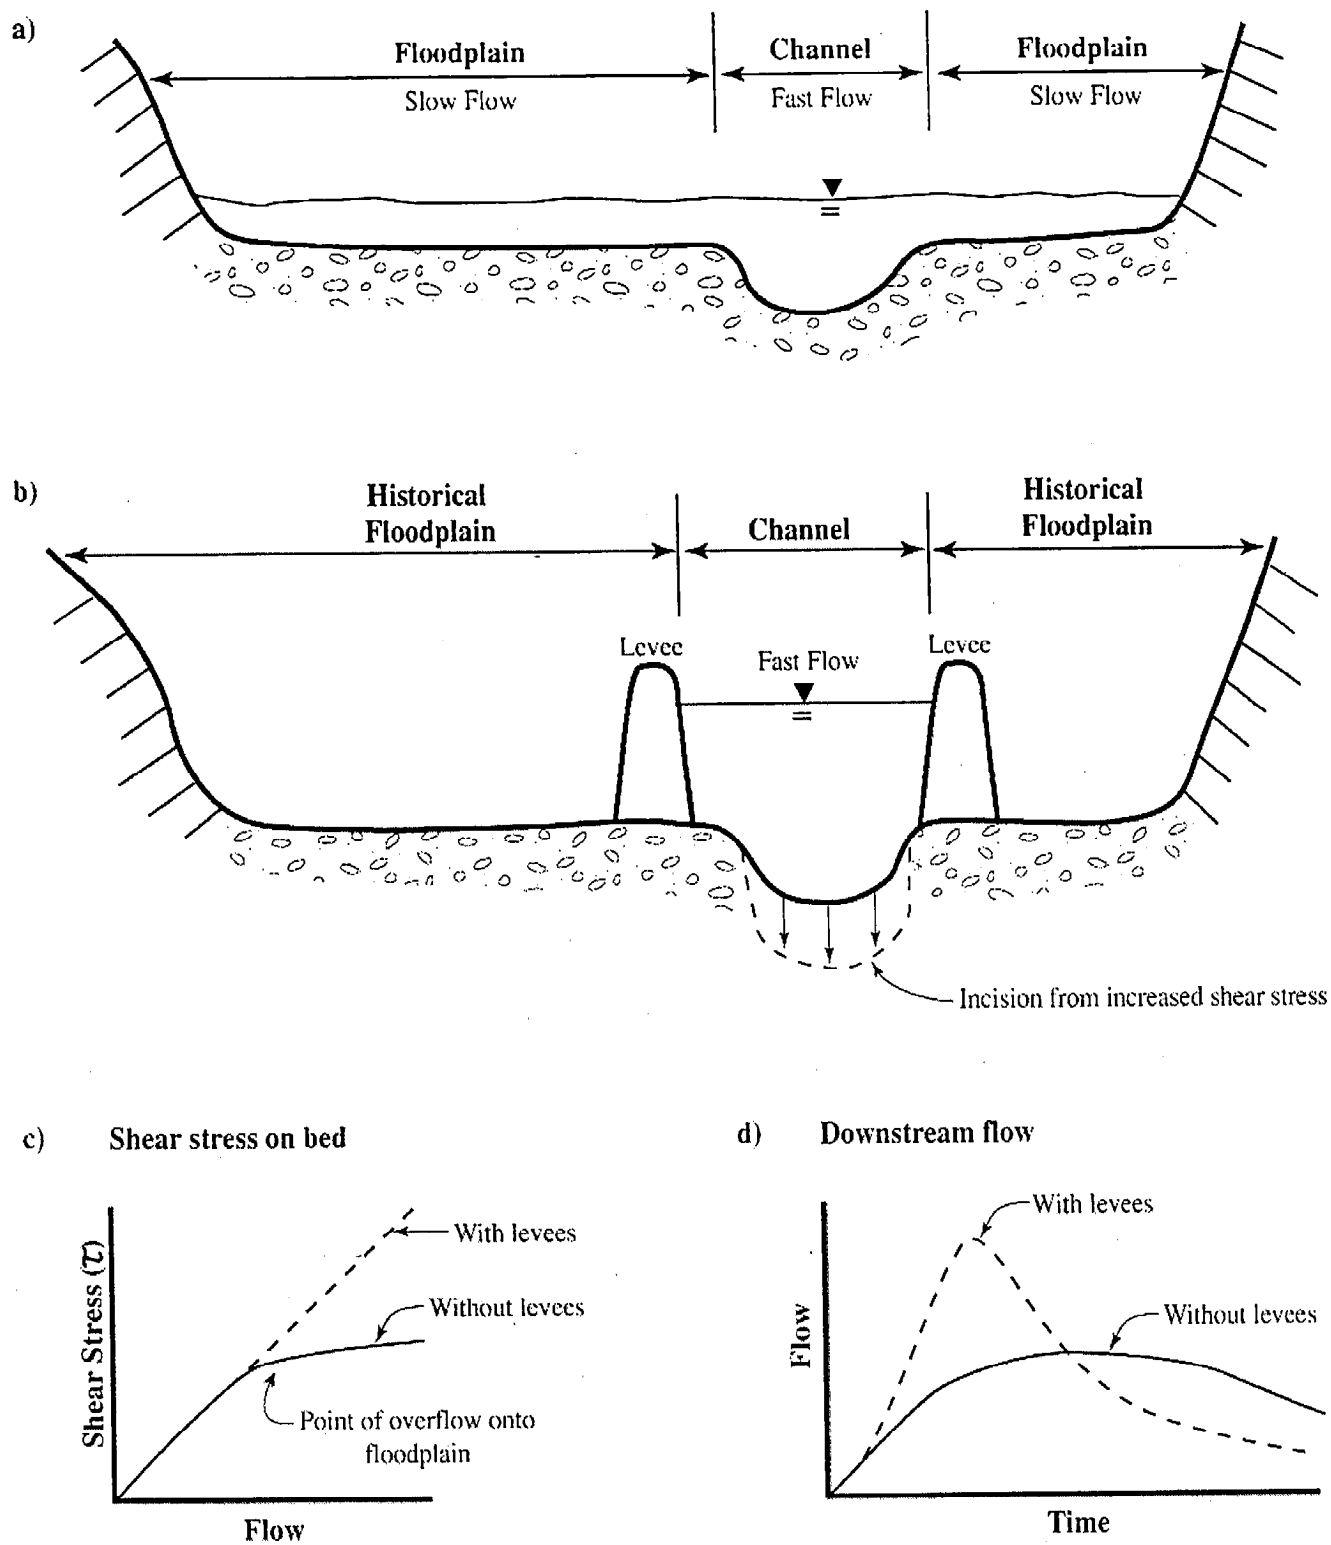 a)
Floodplain
Channel
Floodplain
Slow Flow
Fast Flow
Slow Flow
b)
Historical
Floodplain
Channel
Historical
Floodplain
Levee
Fast Flow
Levee
Incision from increased shear stress
c) Shear stress on bed
Shear Stress (τ)
With levees
Without levees
Point of overflow onto
floodplain
Flow
d) Downstream flow
Flow
With levees
Without levees
Time